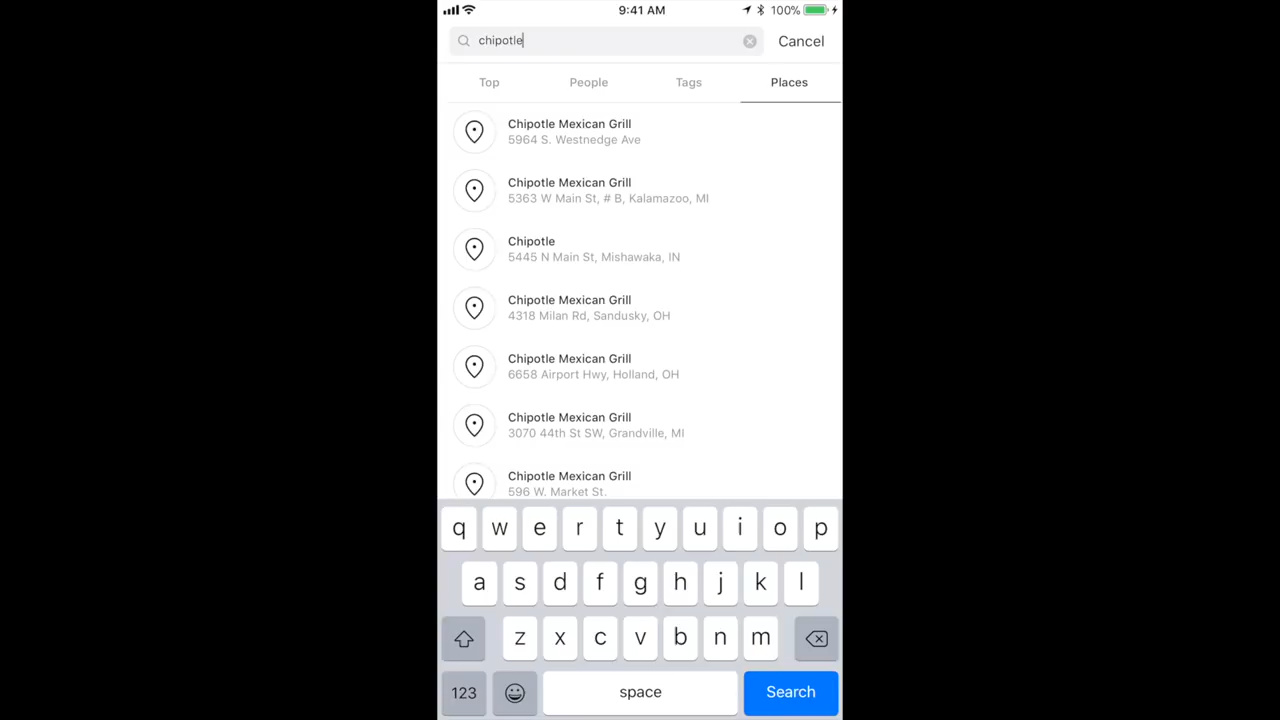 9:41 AM
100%
chipotle
Cancel
Top
People
Tags
Places
Chipotle Mexican Grill
5964 S. Westnedge Ave
Chipotle Mexican Grill
5363 W Main St, # B, Kalamazoo, MI
Chipotle
5445 N Main St, Mishawaka, IN
Chipotle Mexican Grill
4318 Milan Rd, Sandusky, OH
Chipotle Mexican Grill
6658 Airport Hwy, Holland, OH
Chipotle Mexican Grill
3070 44th St SW, Grandville, MI
Chipotle Mexican Grill
596 W. Market St.
q w e r t y u i o p
a s d f g h j k l
z x c v b n m
123 space Search